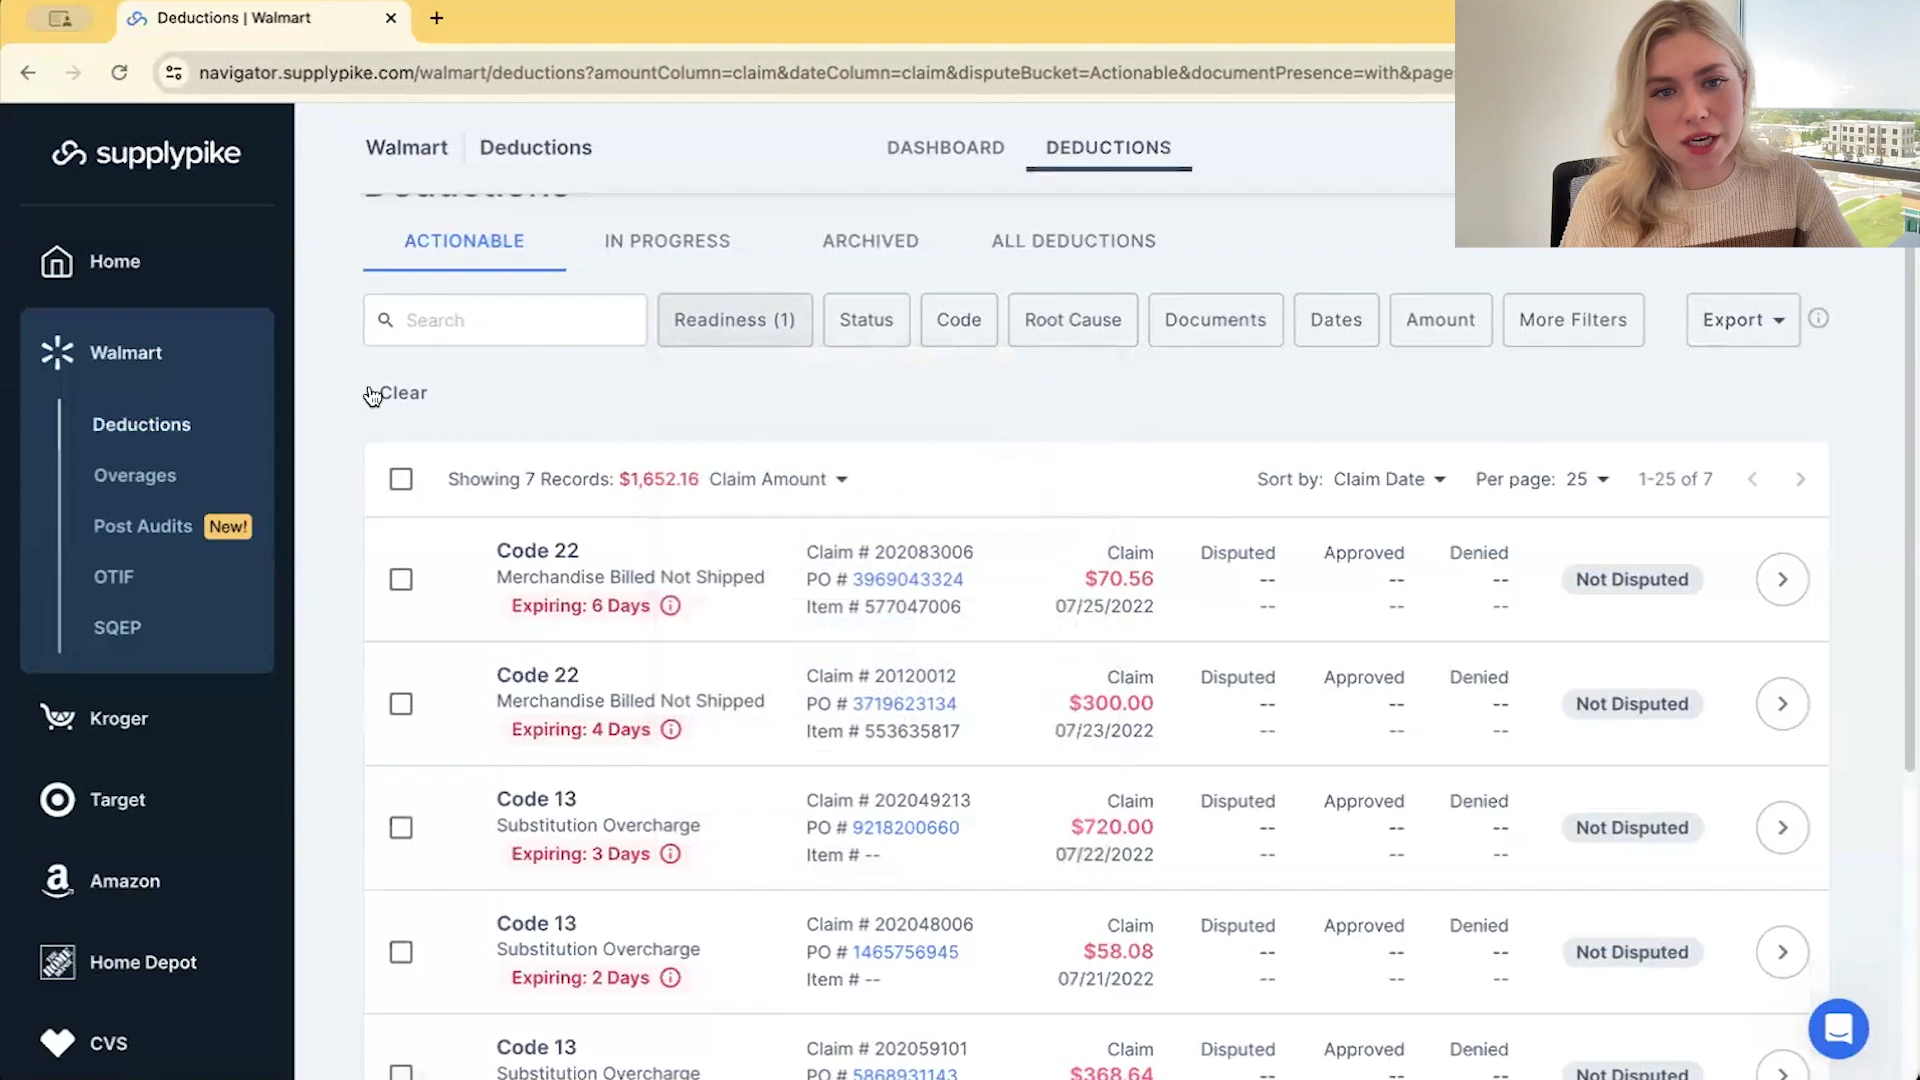 Deductions | Walmart
navigator.supplypike.com/walmart/deductions?amountColumn=claim&dateColumn=claim&disputeBucket=Actionable&documentPresence=with&page=
supplypike
Home
Walmart
Deductions
Overages
Post Audits New!
OTIF
SQEP
Kroger
Target
Amazon
Home Depot
CVS
Walmart Deductions
DASHBOARD DEDUCTIONS
Deductions
ACTIONABLE IN PROGRESS ARCHIVED ALL DEDUCTIONS
Search Readiness (1) Status Code Root Cause Documents Dates Amount More Filters Export
Clear
Showing 7 Records: $1,652.16 Claim Amount Sort by: Claim Date Per page: 25 1-25 of 7
Code 22 Claim # 202083006 Claim Disputed Approved Denied
Merchandise Billed Not Shipped PO # 3969043324 $70.56 -- -- -- Not Disputed
Expiring: 6 Days Item # 577047006 07/25/2022 -- -- --
Code 22 Claim # 20120012 Claim Disputed Approved Denied
Merchandise Billed Not Shipped PO # 3719623134 $300.00 -- -- -- Not Disputed
Expiring: 4 Days Item # 553635817 07/23/2022 -- -- --
Code 13 Claim # 202049213 Claim Disputed Approved Denied
Substitution Overcharge PO # 9218200660 $720.00 -- -- -- Not Disputed
Expiring: 3 Days Item # -- 07/22/2022 -- -- --
Code 13 Claim # 202048006 Claim Disputed Approved Denied
Substitution Overcharge PO # 1465756945 $58.08 -- -- -- Not Disputed
Expiring: 2 Days Item # -- 07/21/2022 -- -- --
Code 13 Claim # 202059101 Claim Disputed Approved Denied
Substitution Overcharge PO # 5868931143 $368.64 -- -- -- Not Disputed